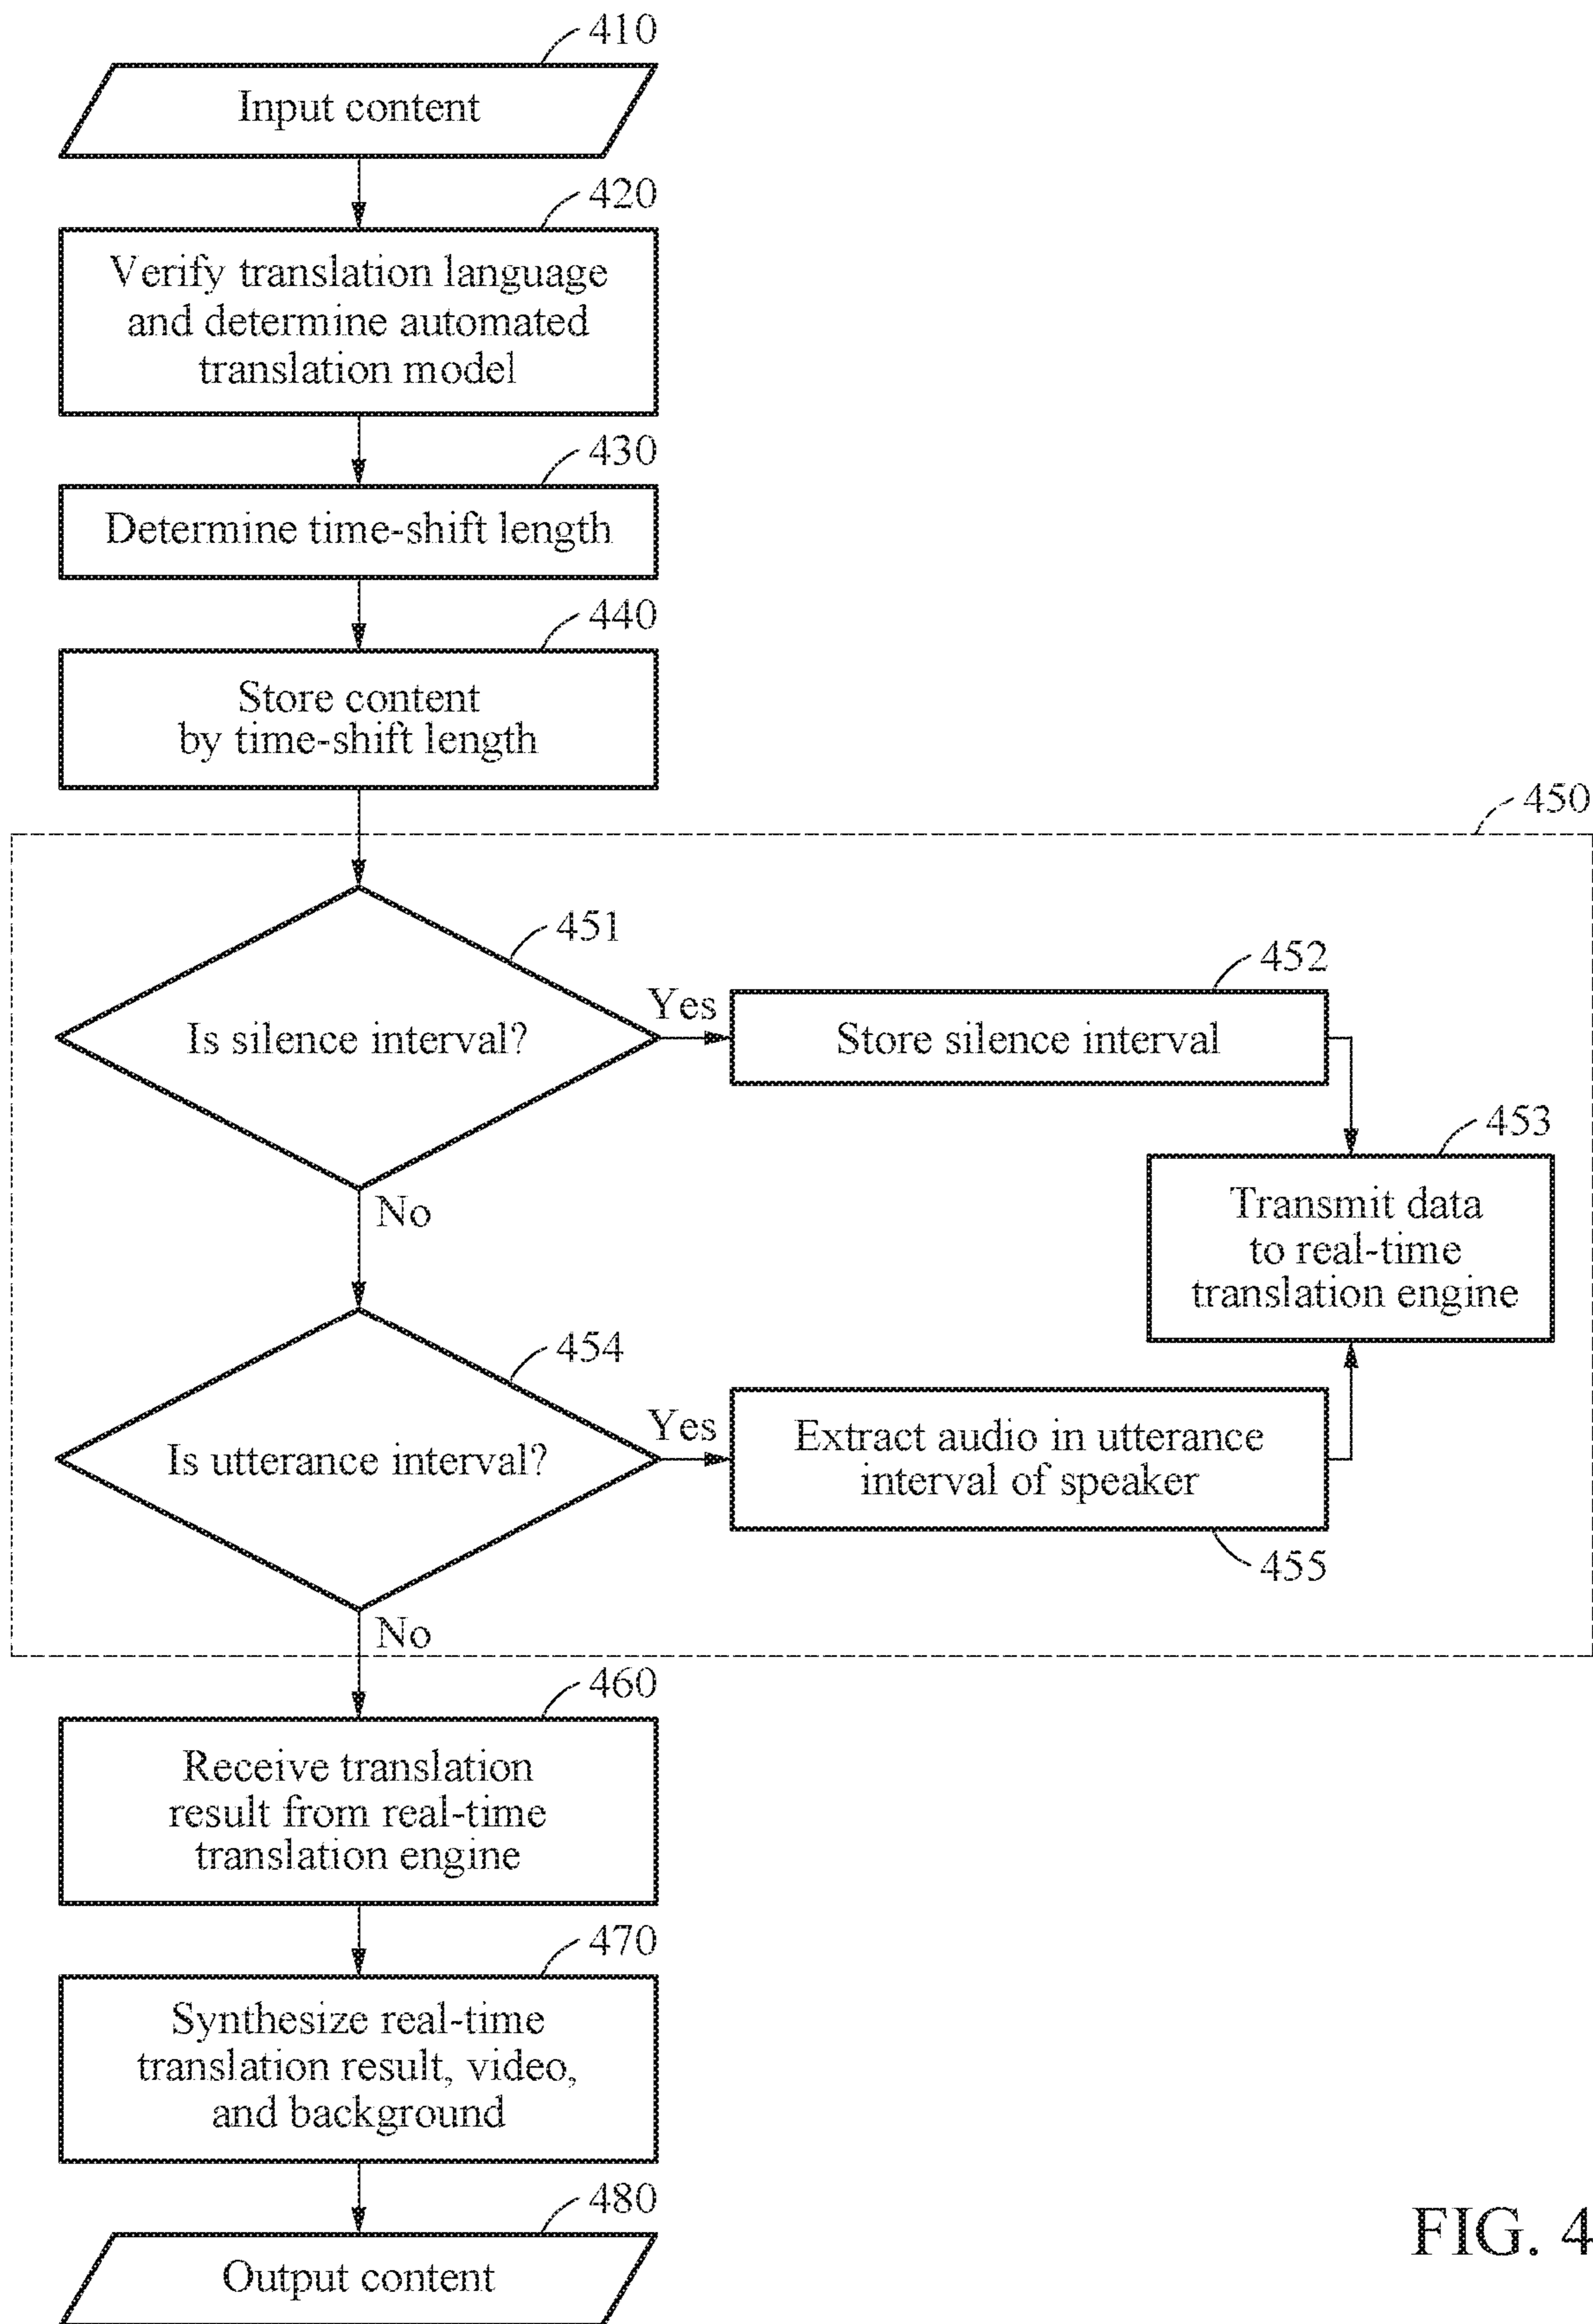 410
Input content
420
Verify translation language
and determine automated
translation model
430
Determine time-shift length
440
Store content
by time-shift length
450
451
Is silence interval?
Yes
452
Store silence interval
453
Transmit data
to real-time
translation engine
No
454
Is utterance interval?
Yes
Extract audio in utterance
interval of speaker
455
No
460
Receive translation
result from real-time
translation engine
470
Synthesize real-time
translation result, video,
and background
480
Output content
FIG. 4